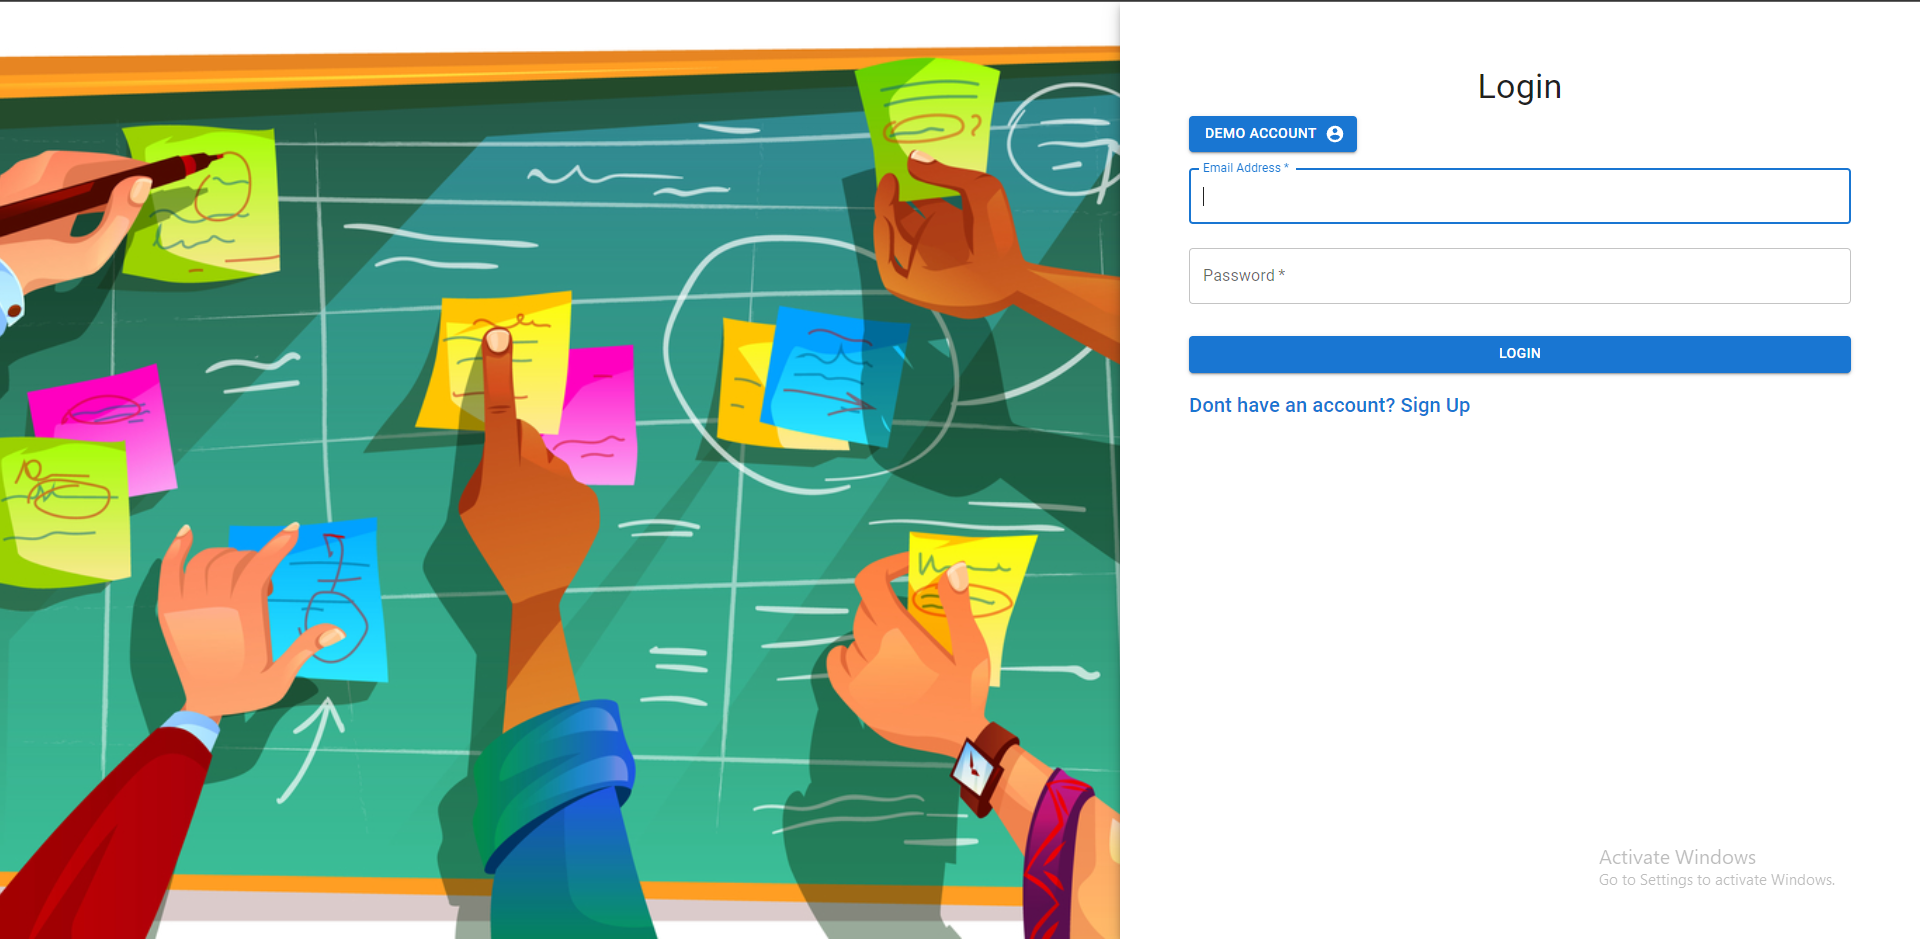 Login
DEMO ACCOUNT
Email Address *
Password *
LOGIN
Dont have an account? Sign Up
Activate Windows
Go to Settings to activate Windows.